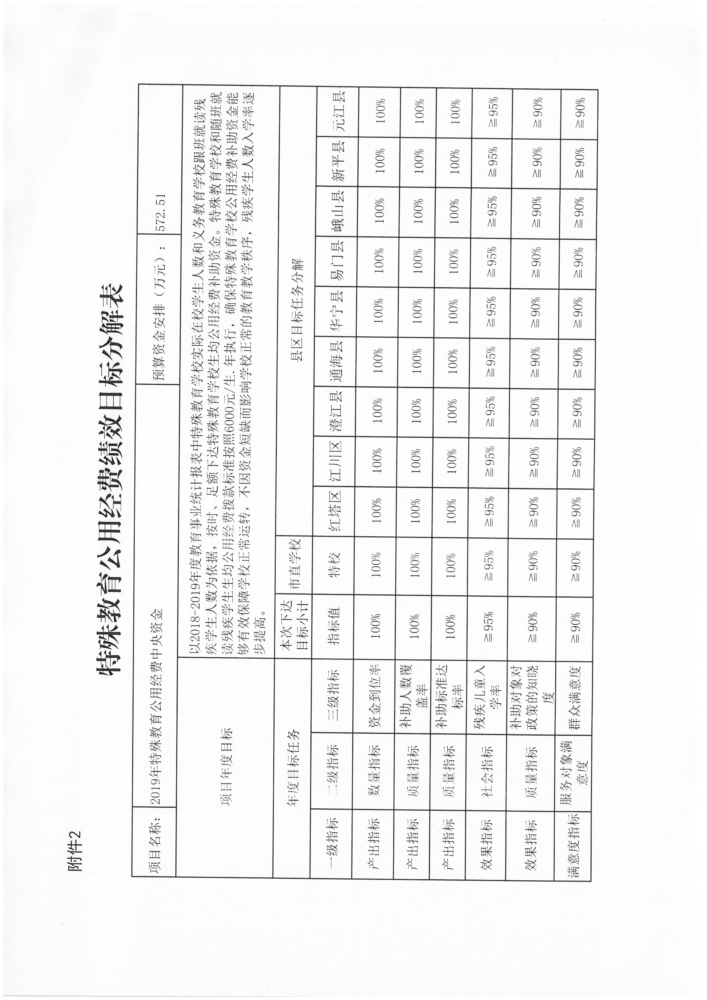 附件2
特殊教育公用经费绩效目标分解表
项目名称: 2019年特殊教育公用经费中央资金 预算资金安排（万元）: 572.51
项目年度目标
以2018-2019年度教育事业统计报表中特殊教育学校实际在校学生人数和义务教育学校跟班就读残
疾学生人数为依据，按时、足额下达特殊教育学校生均公用经费补助资金。特殊教育学校和随班就
读残疾学生生均公用经费拨款标准按照6000元/生.年执行，确保特殊教育学校公用经费补助资金能
够有效保障学校正常运转，不因资金短缺而影响学校正常的教育教学秩序，残疾学生人数入学率逐
步提高。
年度目标任务 本次下达 市直学校 县区目标任务分解
目标小计
一级指标 二级指标 三级指标 指标值 特校 红塔区 江川区 澄江县 通海县 华宁县 易门县 峨山县 新平县 元江县
产出指标 数量指标 资金到位率 100% 100% 100% 100% 100% 100% 100% 100% 100% 100% 100%
产出指标 质量指标 补助人数覆 100% 100% 100% 100% 100% 100% 100% 100% 100% 100% 100%
盖率
产出指标 质量指标 补助标准达 100% 100% 100% 100% 100% 100% 100% 100% 100% 100% 100%
标率
效果指标 社会指标 残疾儿童入 ≧95% ≧95% ≧95% ≧95% ≧95% ≧95% ≧95% ≧95% ≧95% ≧95% ≧95%
学率
效果指标 质量指标 补助对象对 ≧90% ≧90% ≧90% ≧90% ≧90% ≧90% ≧90% ≧90% ≧90% ≧90% ≧90%
政策的知晓
度
满意度指标 服务对象满 群众满意度 ≧90% ≧90% ≧90% ≧90% ≧90% ≧90% ≧90% ≧90% ≧90% ≧90% ≧90%
意度